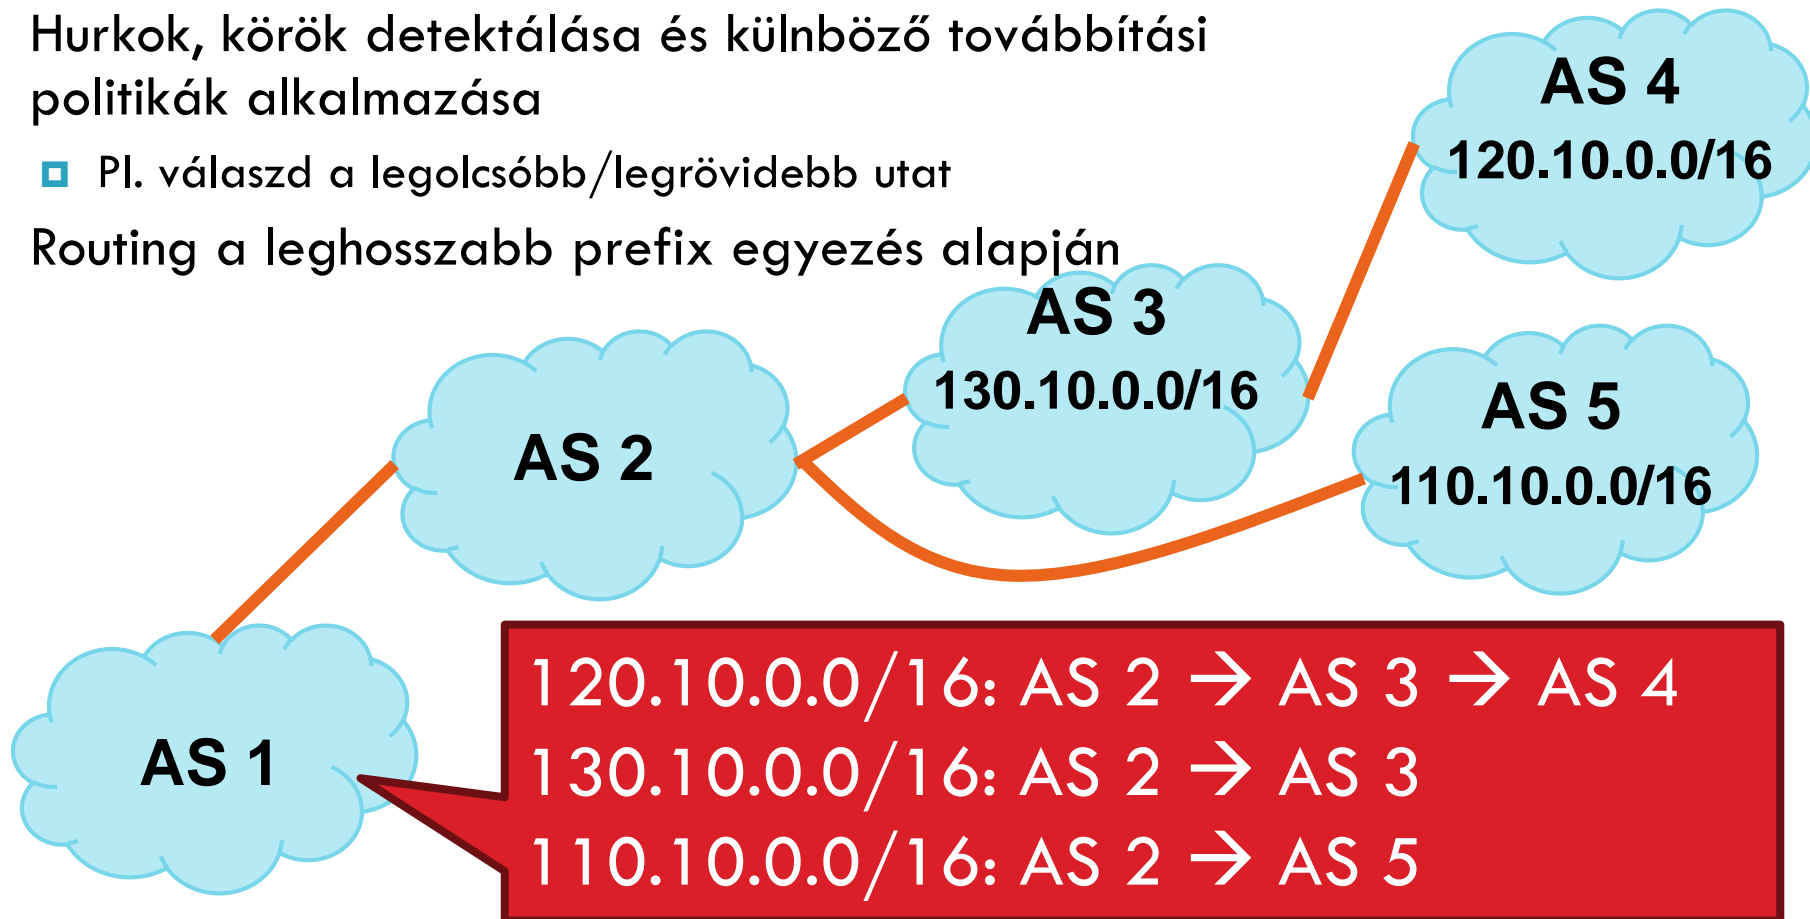 Hurkok, körök detektálása és külnböző továbbítási
politikák alkalmazása
Pl. válaszd a legolcsóbb/legrövidebb utat
Routing a leghosszabb prefix egyezés alapján
AS 4
120.10.0.0/16
AS 3
130.10.0.0/16
AS 5
110.10.0.0/16
AS 2
AS 1
120.10.0.0/16: AS 2 → AS 3 → AS 4
130.10.0.0/16: AS 2 → AS 3
110.10.0.0/16: AS 2 → AS 5